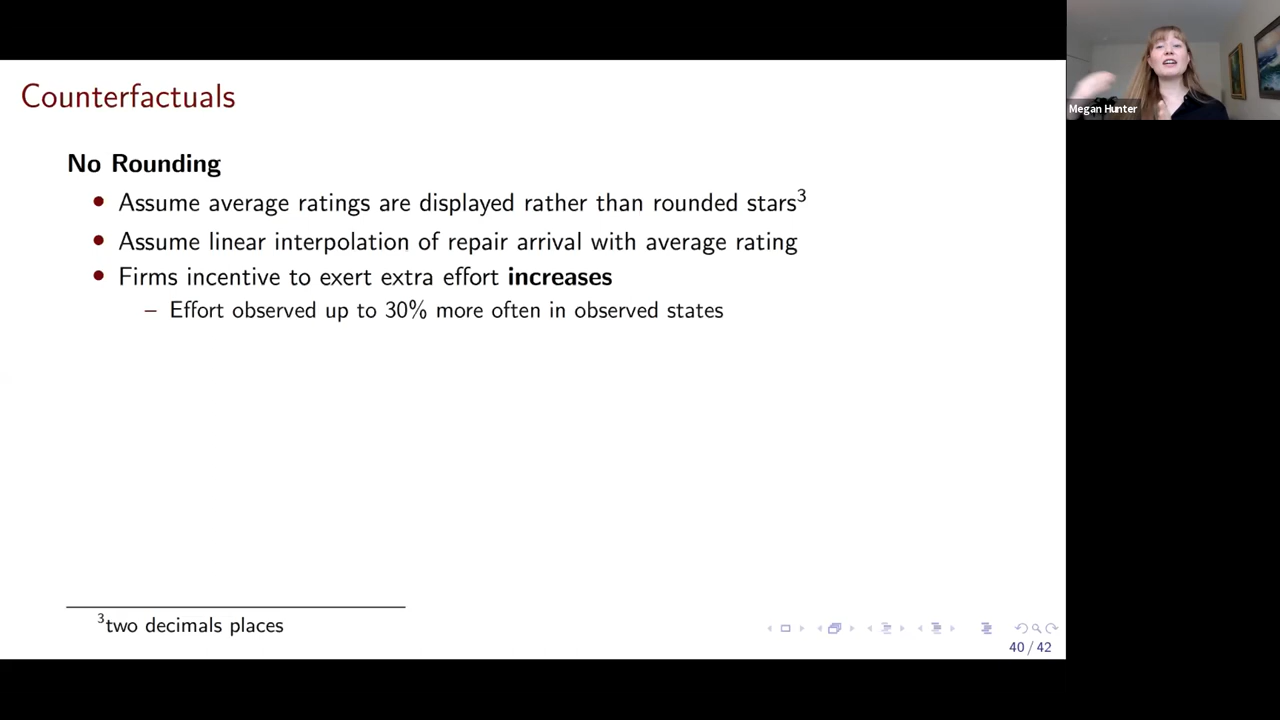 Counterfactuals
No Rounding
• Assume average ratings are displayed rather than rounded stars3
• Assume linear interpolation of repair arrival with average rating
• Firms incentive to exert extra effort increases
– Effort observed up to 30% more often in observed states
3two decimals places
40 / 42
Megan Hunter